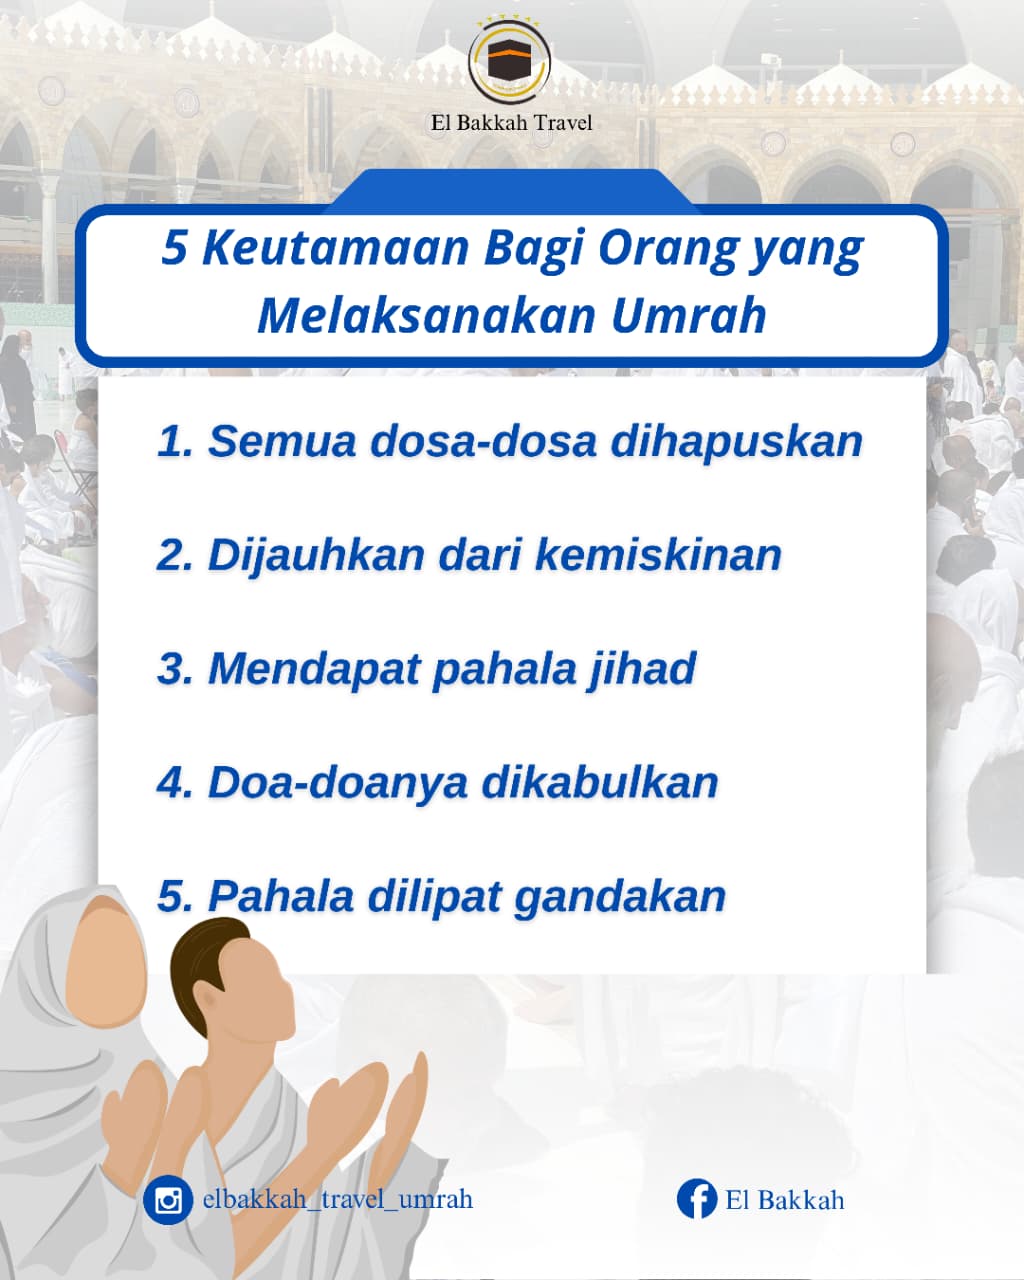 El Bakkah Travel
5 Keutamaan Bagi Orang yang
Melaksanakan Umrah
1. Semua dosa-dosa dihapuskan
2. Dijauhkan dari kemiskinan
3. Mendapat pahala jihad
4. Doa-doanya dikabulkan
5. Pahala dilipat gandakan
elbakkah_travel_umrah
El Bakkah